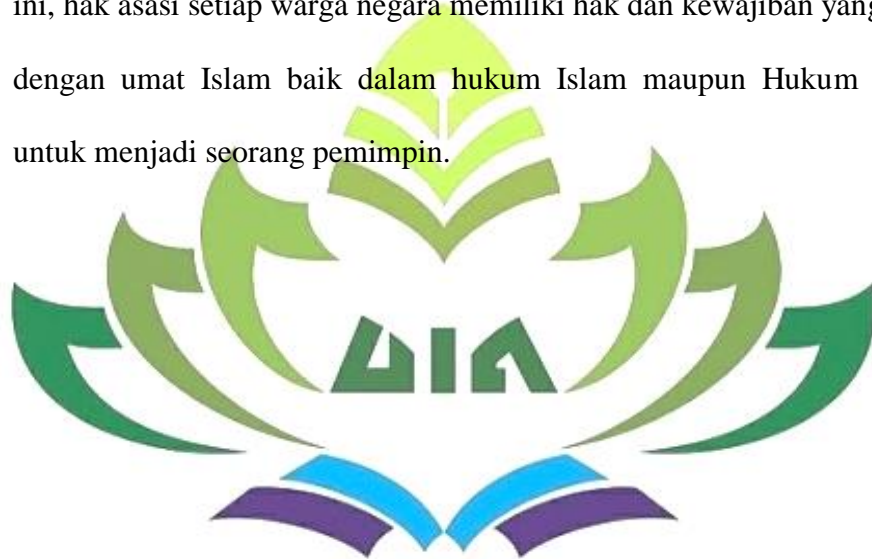 ini, hak asasi setiap warga negara memiliki hak dan kewajiban yang
dengan umat Islam baik dalam hukum Islam maupun Hukum
untuk menjadi seorang pemimpin.
UIN